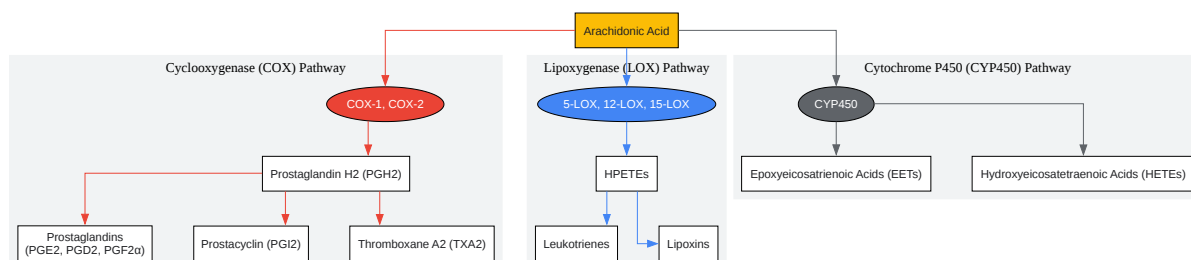 Arachidonic Acid
Cyclooxygenase (COX) Pathway
Lipoxygenase (LOX) Pathway
Cytochrome P450 (CYP450) Pathway
COX-1, COX-2
5-LOX, 12-LOX, 15-LOX
CYP450
Prostaglandin H2 (PGH2)
HPETEs
Epoxyeicosatrienoic Acids (EETs)
Hydroxyeicosatetraenoic Acids (HETEs)
Prostaglandins
(PGE2, PGD2, PGF2α)
Prostacyclin (PGI2)
Thromboxane A2 (TXA2)
Leukotrienes
Lipoxins